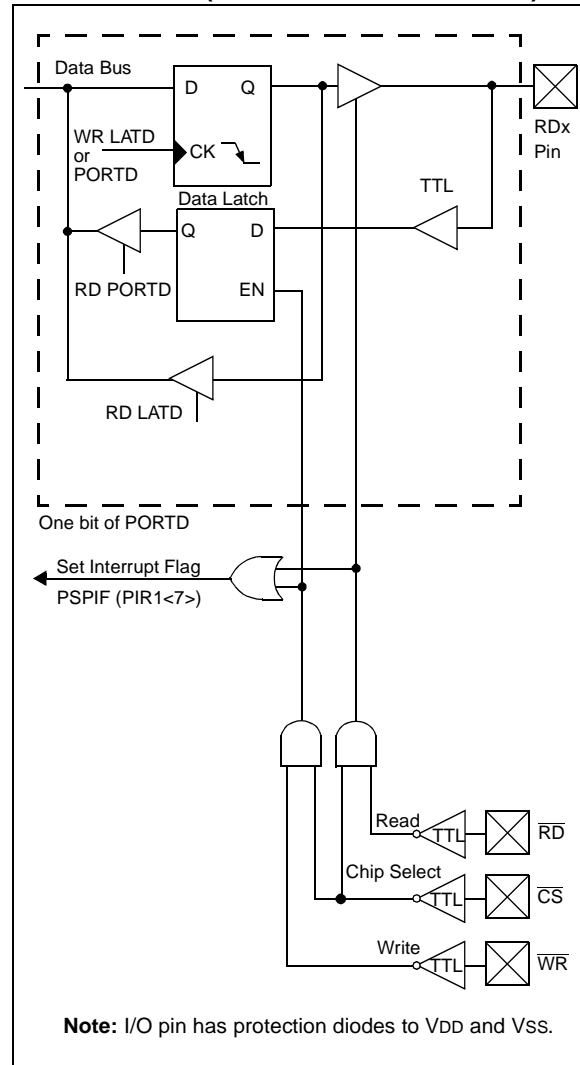 Data Bus
D Q
WR LATD
or
PORTD
CK
Data Latch
RDx
Pin
TTL
Q D
EN
RD PORTD
RD LATD
One bit of PORTD
Set Interrupt Flag
PSPIF (PIR1<7>)
Read
TTL
RD
Chip Select
TTL
CS
Write
TTL
WR
Note: I/O pin has protection diodes to VDD and VSS.